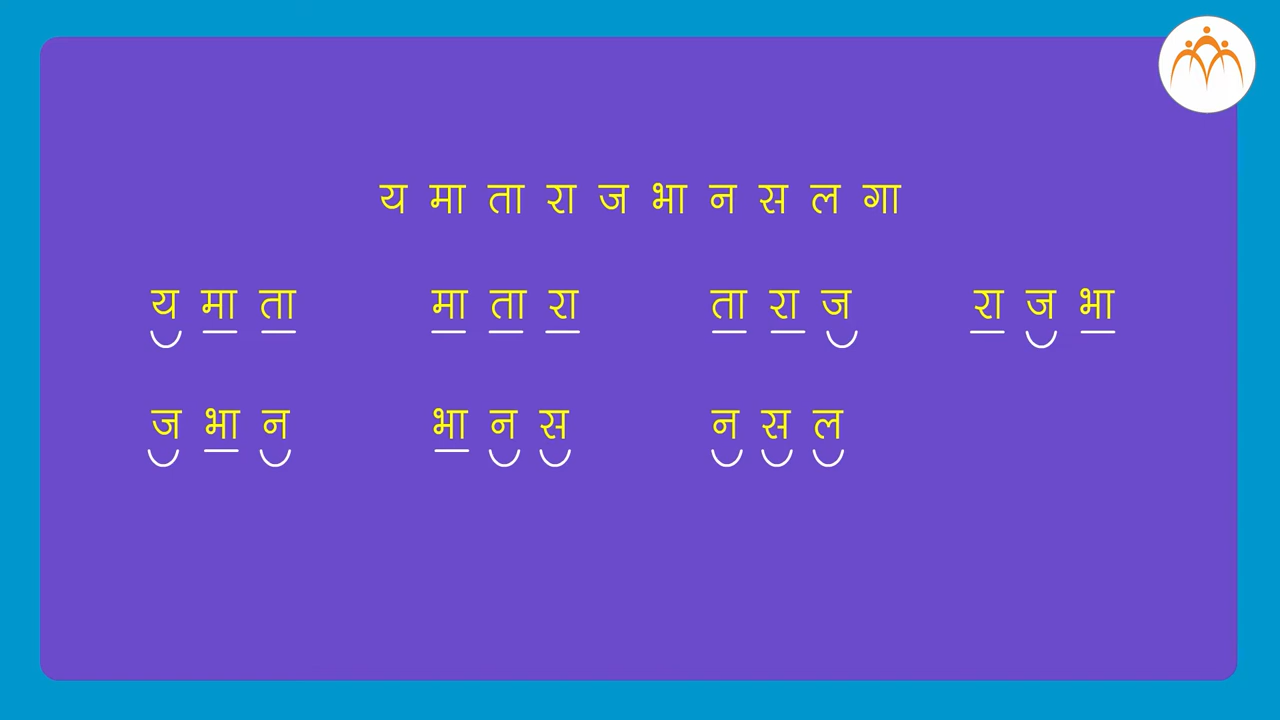 य मा ता रा ज भा न स ल गा
य मा ता मा ता रा ता रा ज रा ज भा
ज भा न भा न स न स ल